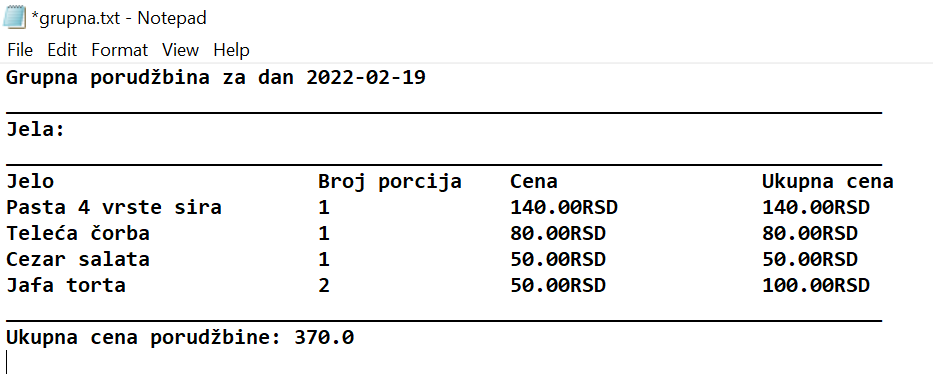 *grupna.txt - Notepad
File Edit Format View Help
Grupna porudžbina za dan 2022-02-19
Jela:
Jelo Broj porcija Cena Ukupna cena
Pasta 4 vrste sira 1 140.00RSD 140.00RSD
Teleća čorba 1 80.00RSD 80.00RSD
Cezar salata 1 50.00RSD 50.00RSD
Jafa torta 2 50.00RSD 100.00RSD
Ukupna cena porudžbine: 370.0